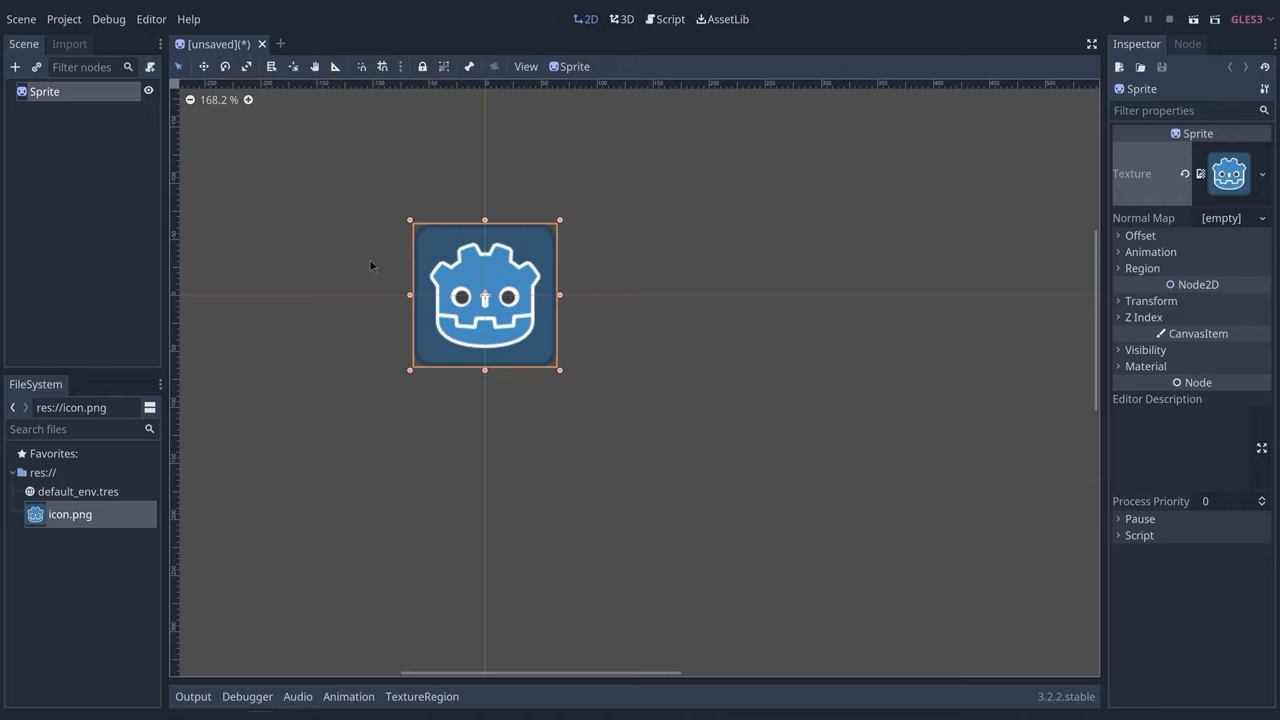 Scene Project Debug Editor Help
2D 3D Script AssetLib
GLES3
Scene Import
[unsaved](*)
Inspector Node
Filter nodes
View Sprite
Sprite
Sprite
168.2 %
Filter properties
Sprite
Texture
Normal Map [empty]
Offset
Animation
Region
Node2D
Transform
Z Index
CanvasItem
Visibility
Material
Node
Editor Description
Process Priority 0
Pause
Script
FileSystem
res://icon.png
Search files
Favorites:
res://
default_env.tres
icon.png
Output Debugger Audio Animation TextureRegion
3.2.2.stable